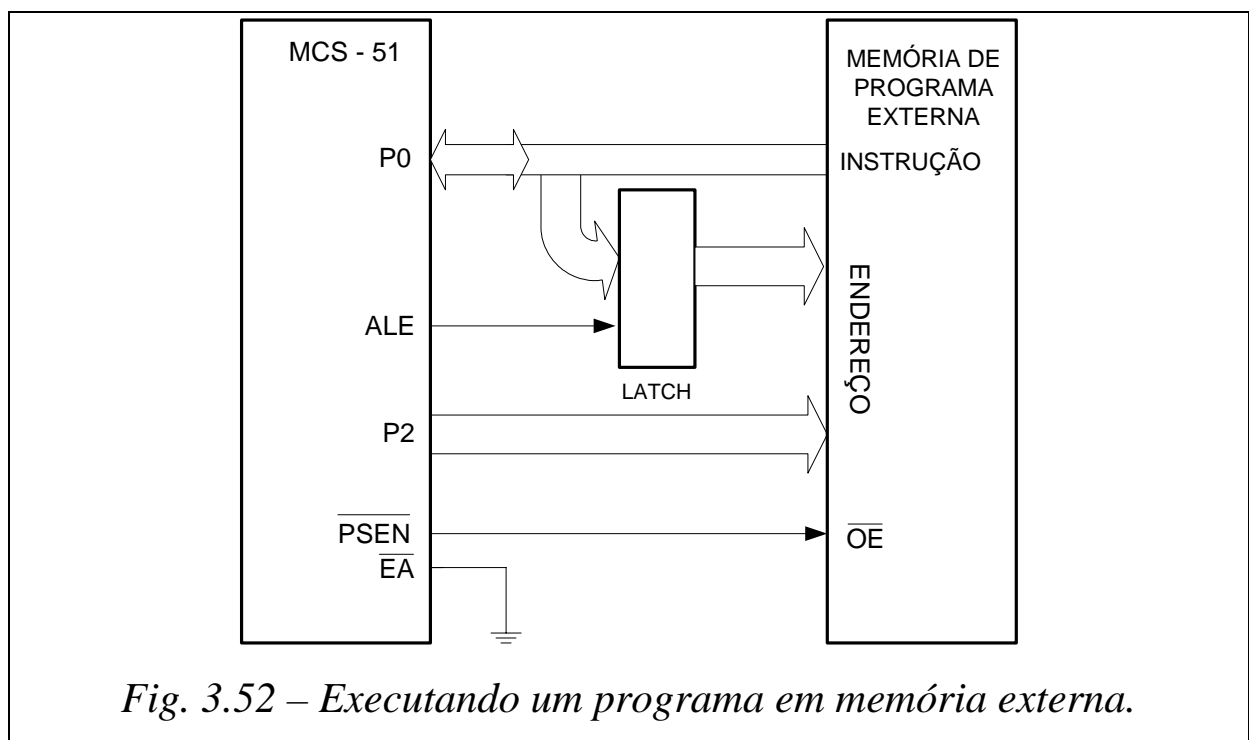 MCS - 51
MEMÓRIA DE
PROGRAMA
EXTERNA
P0
INSTRUÇÃO
ENDEREÇO
ALE
LATCH
P2
PSEN
OE
EA
Fig. 3.52 – Executando um programa em memória externa.